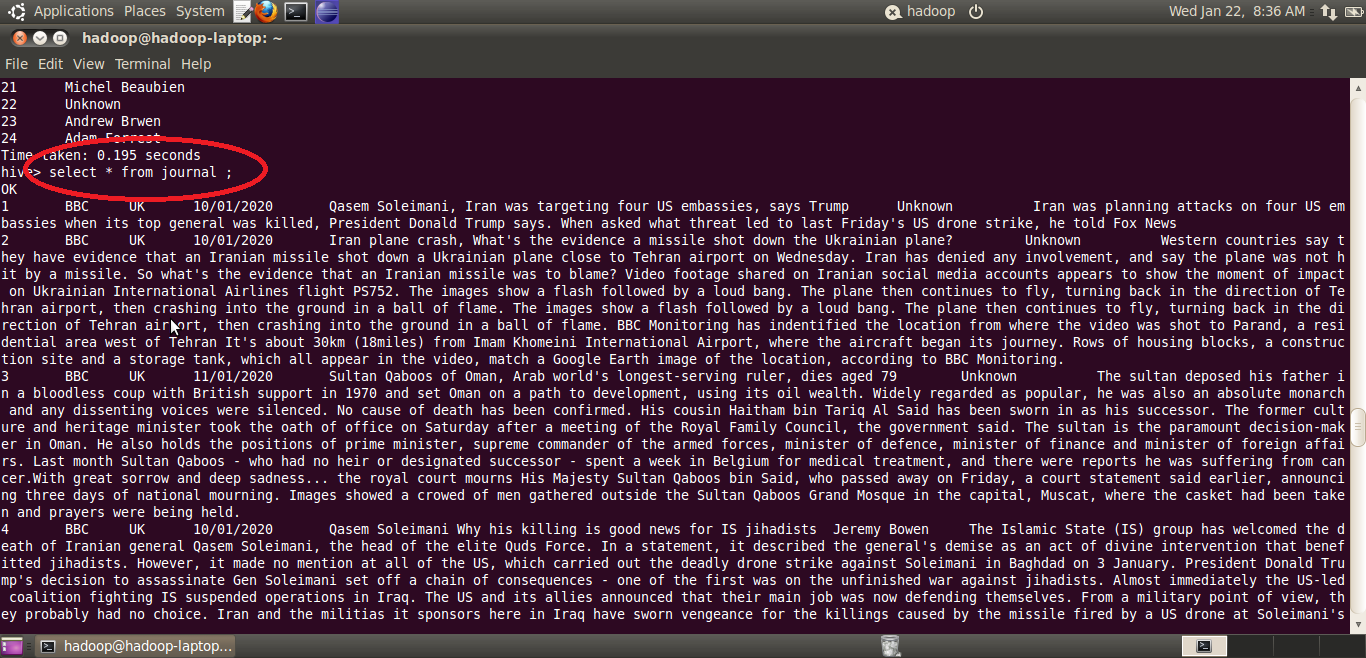 Applications Places System hadoop Wed Jan 22, 8:36 AM
hadoop@hadoop-laptop: ~
File Edit View Terminal Help
21 Michel Beaubien
22 Unknown
23 Andrew Brwen
24 Adam Forrest
Time taken: 0.195 seconds
hive> select * from journal ;
OK
1 BBC UK 10/01/2020 Qasem Soleimani, Iran was targeting four US embassies, says Trump Unknown Iran was planning attacks on four US em
bassies when its top general was killed, President Donald Trump says. When asked what threat led to last Friday's US drone strike, he told Fox News
2 BBC UK 10/01/2020 Iran plane crash, What's the evidence a missile shot down the Ukrainian plane? Unknown Western countries say t
hey have evidence that an Iranian missile shot down a Ukrainian plane close to Tehran airport on Wednesday. Iran has denied any involvement, and say the plane was not h
it by a missile. So what's the evidence that an Iranian missile was to blame? Video footage shared on Iranian social media accounts appears to show the moment of impact
on Ukrainian International Airlines flight PS752. The images show a flash followed by a loud bang. The plane then continues to fly, turning back in the direction of Te
hran airport, then crashing into the ground in a ball of flame. The images show a flash followed by a loud bang. The plane then continues to fly, turning back in the di
rection of Tehran airport, then crashing into the ground in a ball of flame. BBC Monitoring has indentified the location from where the video was shot to Parand, a resi
dential area west of Tehran It's about 30km (18miles) from Imam Khomeini International Airport, where the aircraft began its journey. Rows of housing blocks, a construc
tion site and a storage tank, which all appear in the video, match a Google Earth image of the location, according to BBC Monitoring.
3 BBC UK 11/01/2020 Sultan Qaboos of Oman, Arab world's longest-serving ruler, dies aged 79 Unknown The sultan deposed his father i
n a bloodless coup with British support in 1970 and set Oman on a path to development, using its oil wealth. Widely regarded as popular, he was also an absolute monarch
and any dissenting voices were silenced. No cause of death has been confirmed. His cousin Haitham bin Tariq Al Said has been sworn in as his successor. The former cult
ure and heritage minister took the oath of office on Saturday after a meeting of the Royal Family Council, the government said. The sultan is the paramount decision-mak
er in Oman. He also holds the positions of prime minister, supreme commander of the armed forces, minister of defence, minister of finance and minister of foreign affai
rs. Last month Sultan Qaboos - who had no heir or designated successor - spent a week in Belgium for medical treatment, and there were reports he was suffering from can
cer.With great sorrow and deep sadness... the royal court mourns His Majesty Sultan Qaboos bin Said, who passed away on Friday, a court statement said earlier, announci
ng three days of national mourning. Images showed a crowed of men gathered outside the Sultan Qaboos Grand Mosque in the capital, Muscat, where the casket had been take
n and prayers were being held.
4 BBC UK 10/01/2020 Qasem Soleimani Why his killing is good news for IS jihadists Jeremy Bowen The Islamic State (IS) group has welcomed the d
eath of Iranian general Qasem Soleimani, the head of the elite Quds Force. In a statement, it described the general's demise as an act of divine intervention that benef
itted jihadists. However, it made no mention at all of the US, which carried out the deadly drone strike against Soleimani in Baghdad on 3 January. President Donald Tru
mp's decision to assassinate Gen Soleimani set off a chain of consequences - one of the first was on the unfinished war against jihadists. Almost immediately the US-led
coalition fighting IS suspended operations in Iraq. The US and its allies announced that their main job was now defending themselves. From a military point of view, th
ey probably had no choice. Iran and the militias it sponsors here in Iraq have sworn vengeance for the killings caused by the missile fired by a US drone at Soleimani's
hadoop@hadoop-laptop...